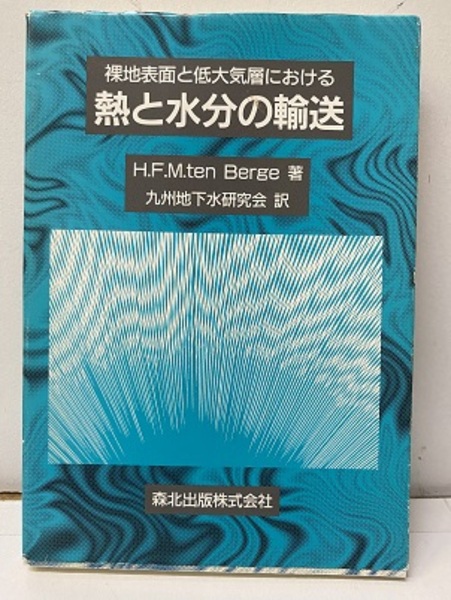 裸地表面と低大気層における
熱と水分の輸送
H.F.M.ten Berge 著
九州地下水研究会 訳
森北出版株式会社